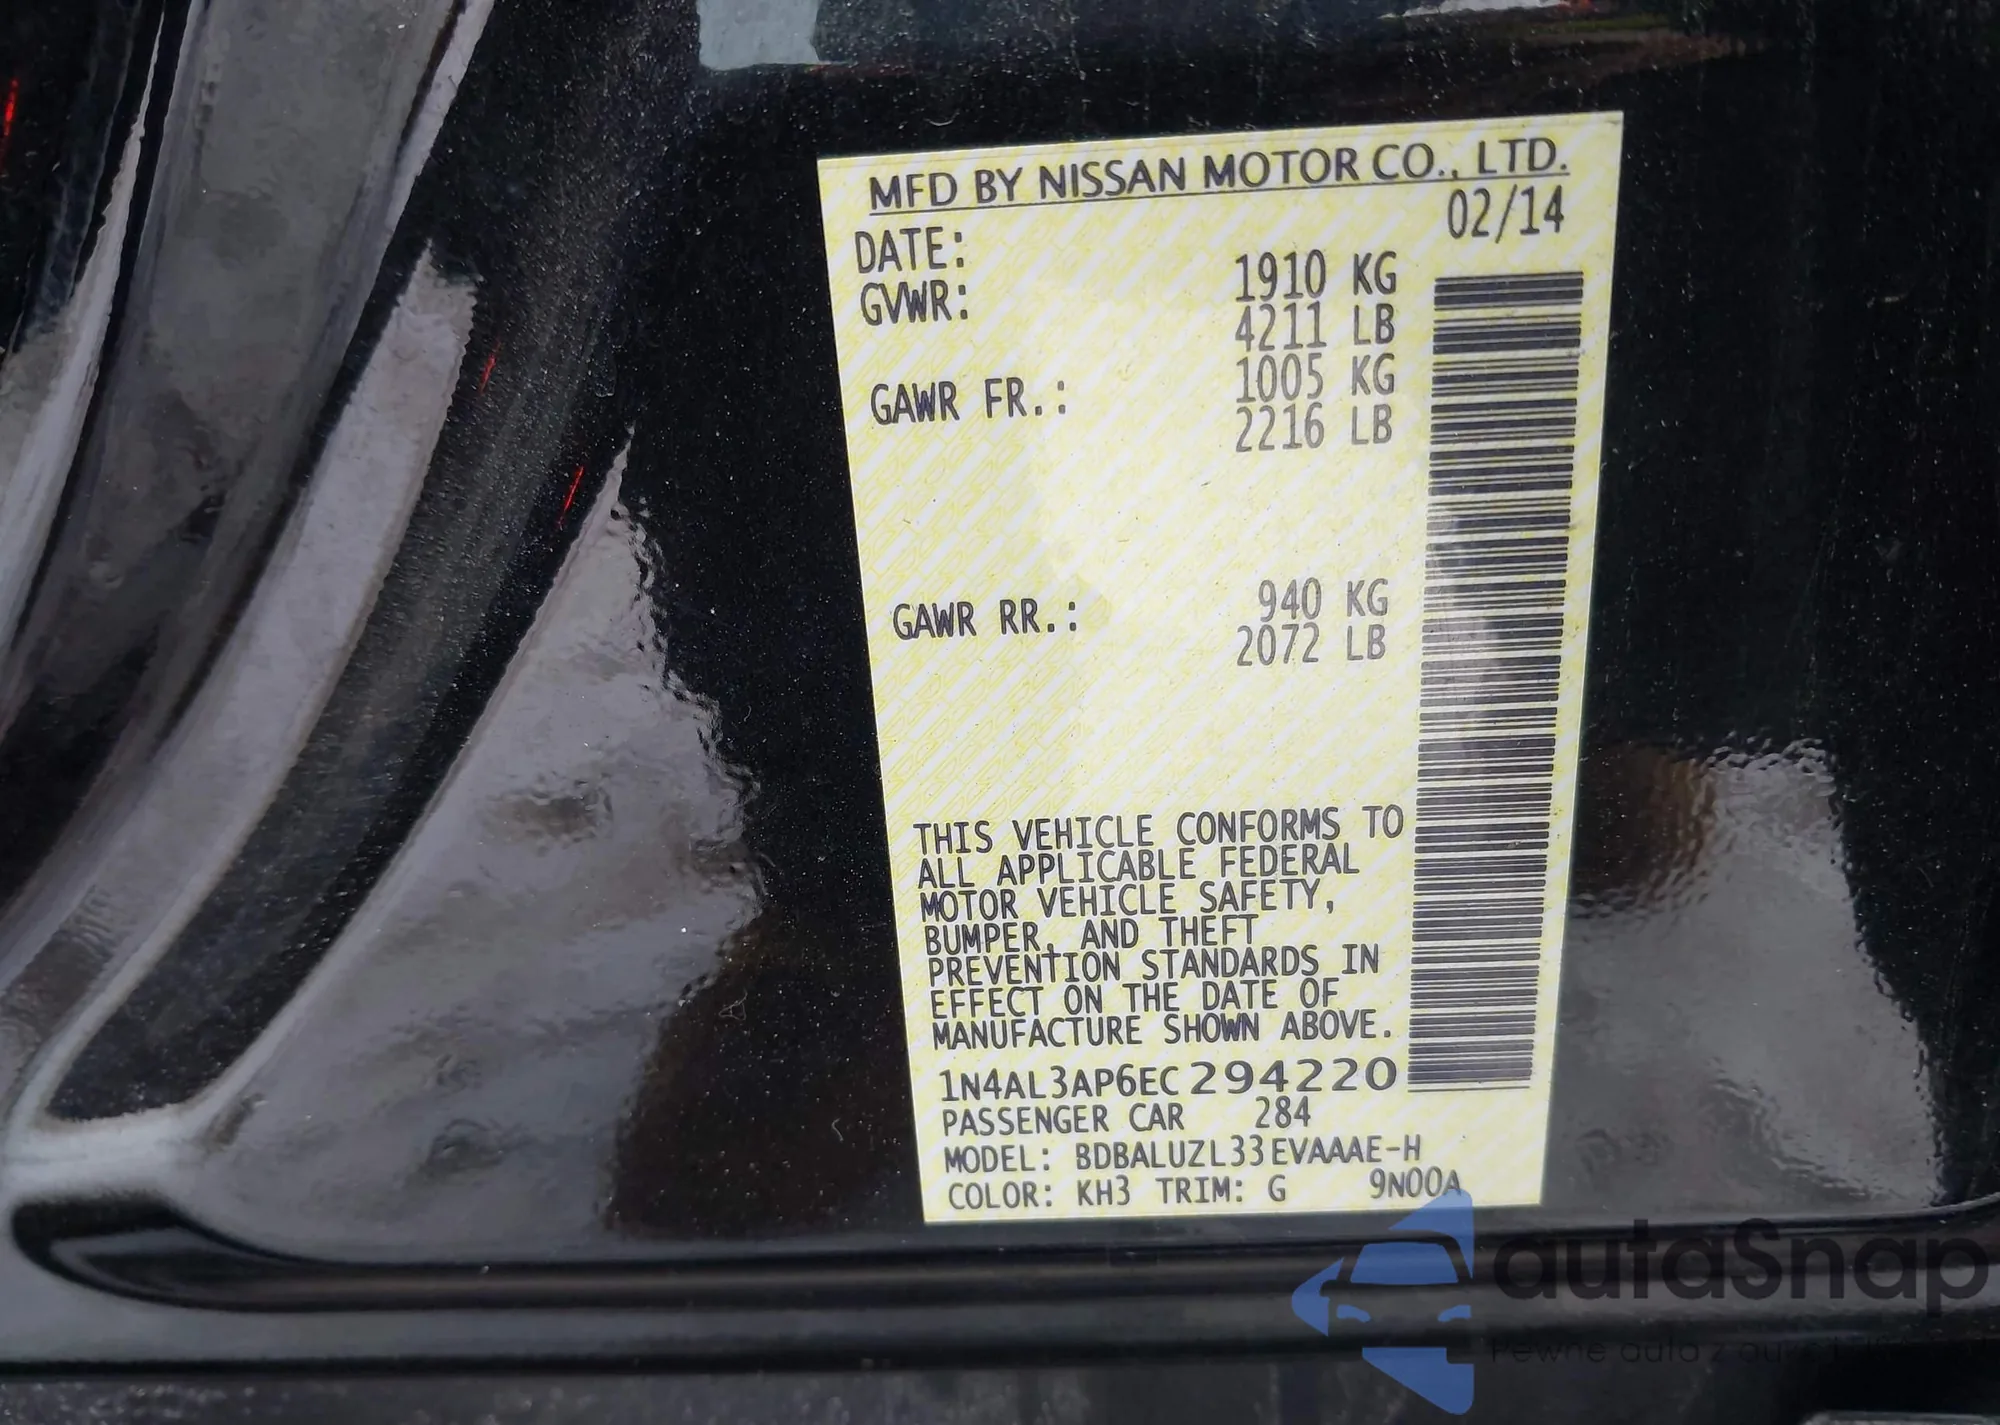 MFD BY NISSAN MOTOR CO., LTD.
DATE: 02/14
GVWR: 1910 KG
4211 LB
GAWR FR.: 1005 KG
2216 LB
GAWR RR.: 940 KG
2072 LB
THIS VEHICLE CONFORMS TO
ALL APPLICABLE FEDERAL
MOTOR VEHICLE SAFETY,
BUMPER, AND THEFT
PREVENTION STANDARDS IN
EFFECT ON THE DATE OF
MANUFACTURE SHOWN ABOVE.
1N4AL3AP6EC294220
PASSENGER CAR 284
MODEL: BDBALUZL33EVAAAE-H
COLOR: KH3 TRIM: G 9N00A
autaSnap
Pewne auta z